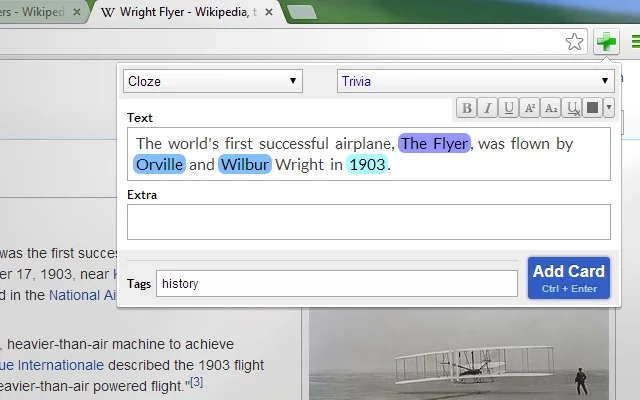 ers - Wikiped
Wright Flyer - Wikipedia, t
Cloze
Trivia
B I U A² A₂ U
Text
The world's first successful airplane, The Flyer, was flown by
Orville and Wilbur Wright in 1903.
Extra
Tags history
Add Card
Ctrl + Enter
was the first succes
er 17, 1903, near
d in the National Ai
, heavier-than-air machine to achieve
ue Internationale described the 1903 flight
eavier-than-air powered flight."[3]